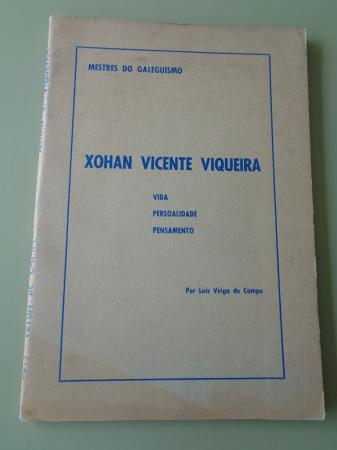 MESTRES DO GALEGUISMO
XOHAN VICENTE VIQUEIRA
VIDA
PERSOALIDADE
PENSAMENTO
Por Luis Veiga do Campo